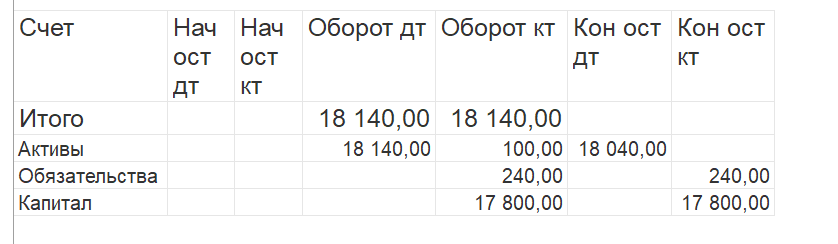 Счет Нач ост дт Нач ост кт Оборот дт Оборот кт Кон ост дт Кон ост кт
Итого 18 140,00 18 140,00
Активы 18 140,00 100,00 18 040,00
Обязательства 240,00 240,00
Капитал 17 800,00 17 800,00